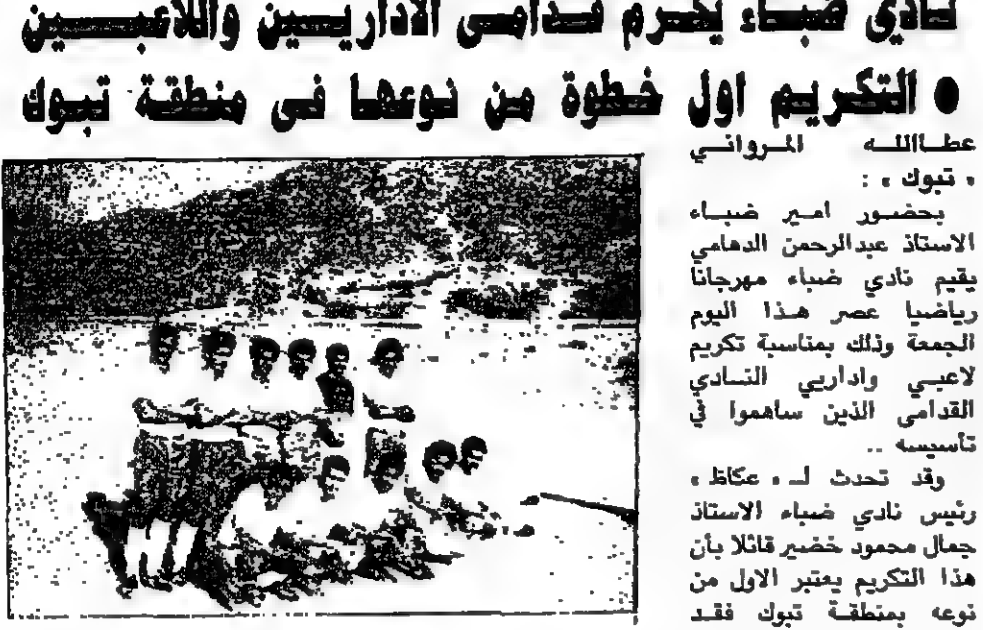 نادي ضباء يكرم قدامى الاداريين واللاعبين
● التكريم اول خطوة من نوعها فى منطقة تبوك
عطاالله المروانـي
« تبوك » :
بحضور امير ضباء
الاستاذ عبدالرحمن الدهامي
يقيم نادي ضباء مهرجانا
رياضيا عصر هذا اليوم
الجمعة وذلك بمناسبة تكريم
لاعبي واداريي النادي
القدامى الذين ساهموا في
تأسيسه ..
وقد تحدث لـ « عكاظ »
رئيس نادي ضباء الاستاذ
جمال محمود خضير قائلا بأن
هذا التكريم يعتبر الاول من
نوعه بمنطقة تبوك فقد